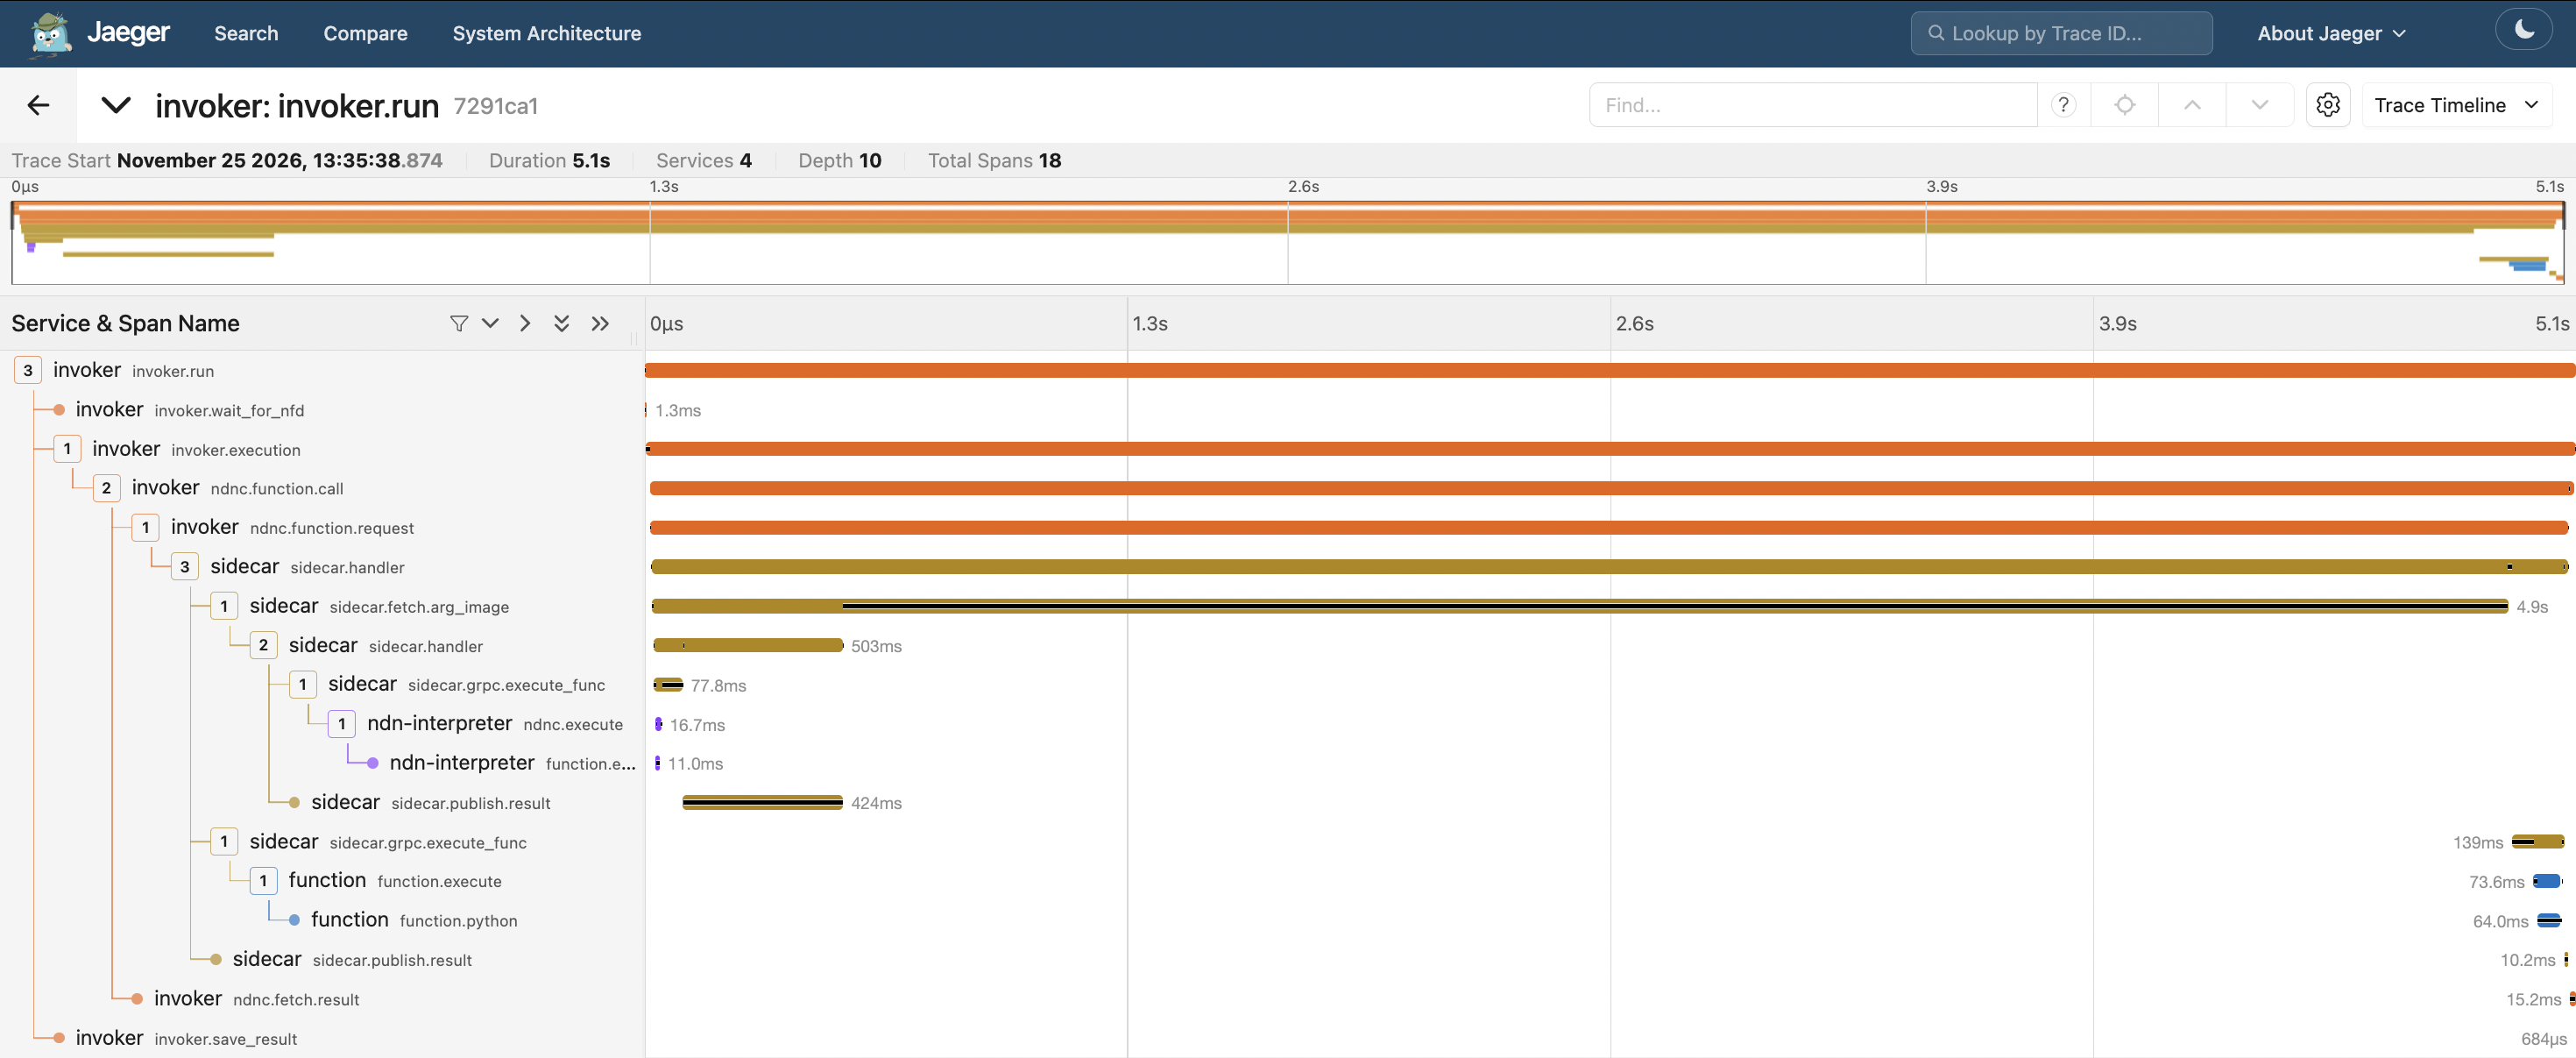 Jaeger Search Compare System Architecture Lookup by Trace ID... About Jaeger
invoker: invoker.run 7291ca1 Find... ? Trace Timeline
Trace Start November 25 2026, 13:35:38.874 Duration 5.1s Services 4 Depth 10 Total Spans 18
0μs 1.3s 2.6s 3.9s 5.1s
Service & Span Name 0μs 1.3s 2.6s 3.9s 5.1s
3 invoker invoker.run
invoker invoker.wait_for_nfd 1.3ms
1 invoker invoker.execution
2 invoker ndnc.function.call
1 invoker ndnc.function.request
3 sidecar sidecar.handler
1 sidecar sidecar.fetch.arg_image 4.9s
2 sidecar sidecar.handler 503ms
1 sidecar sidecar.grpc.execute_func 77.8ms
1 ndn-interpreter ndnc.execute 16.7ms
ndn-interpreter function.e... 11.0ms
sidecar sidecar.publish.result 424ms
1 sidecar sidecar.grpc.execute_func 139ms
1 function function.execute 73.6ms
function function.python 64.0ms
sidecar sidecar.publish.result 10.2ms
invoker ndnc.fetch.result 15.2ms
invoker invoker.save_result 684μs